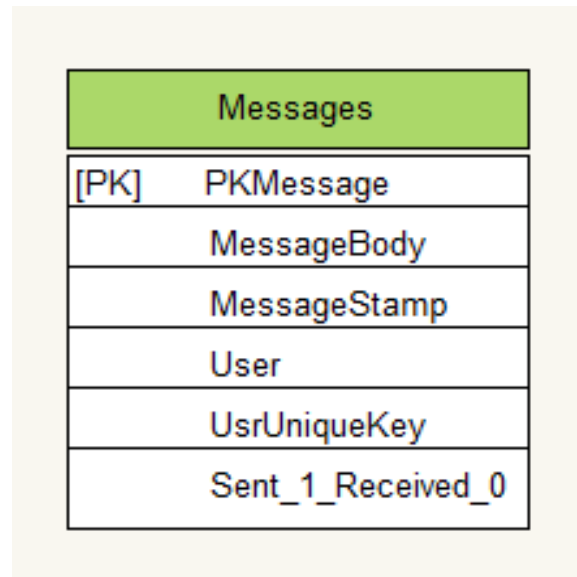 Messages
[PK] PKMessage
MessageBody
MessageStamp
User
UsrUniqueKey
Sent_1_Received_0